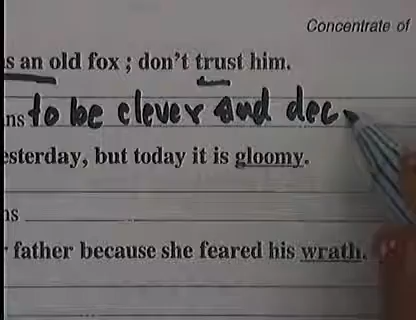 Concentrate of
s an old fox ; don't trust him.
ns to be clever and dec
esterday, but today it is gloomy.
ns
father because she feared his wrath.